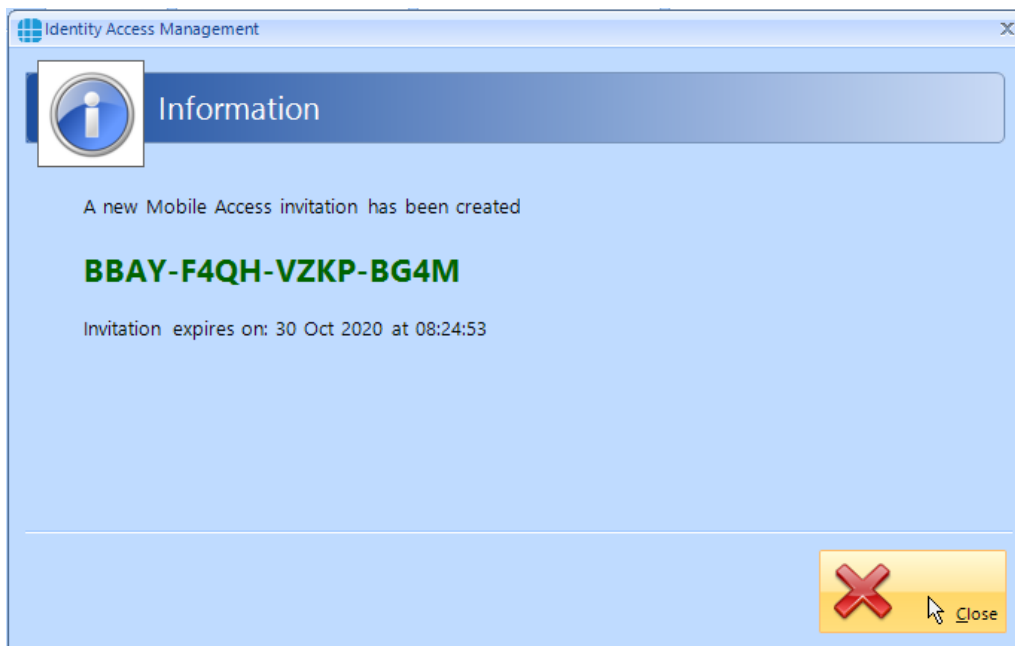 Identity Access Management
Information
A new Mobile Access invitation has been created
BBAY-F4QH-VZKP-BG4M
Invitation expires on: 30 Oct 2020 at 08:24:53
Close